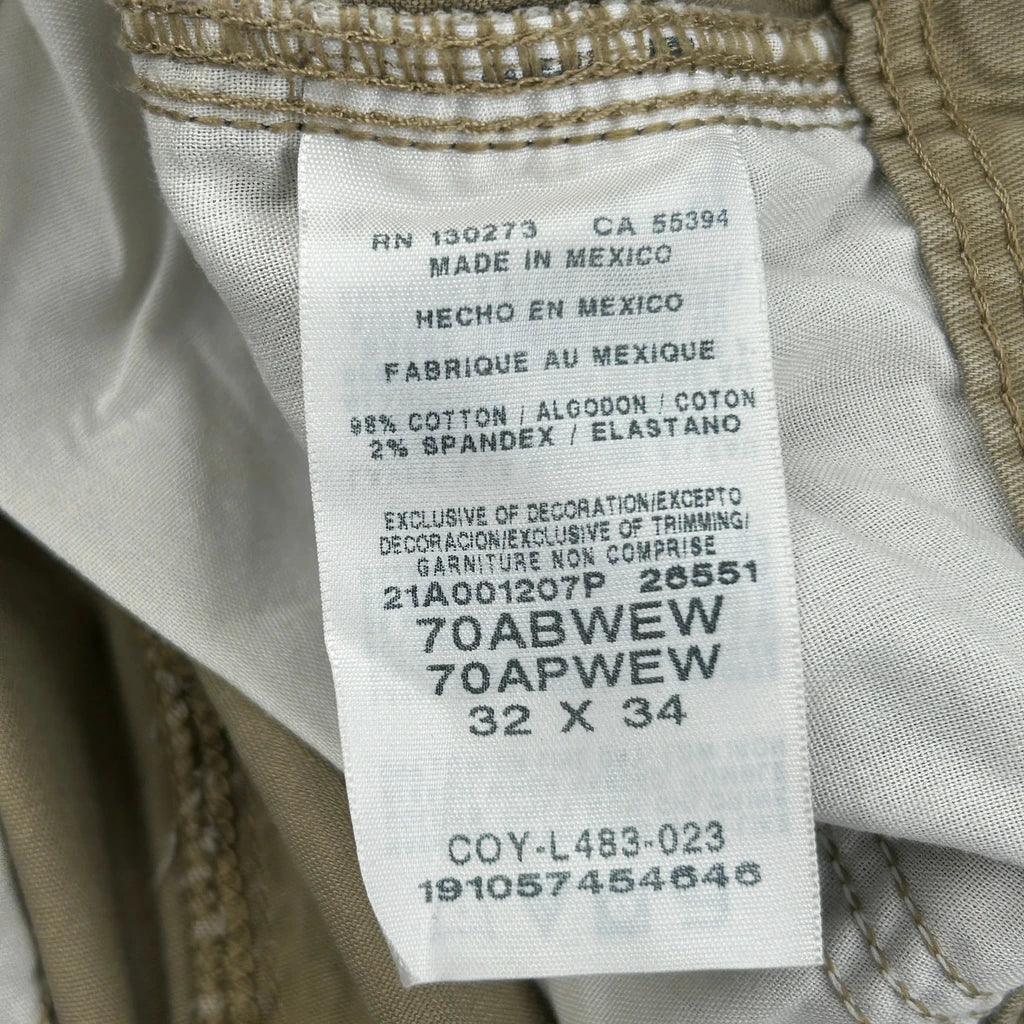 RN 130273 CA 55394
MADE IN MEXICO
HECHO EN MEXICO
FABRIQUE AU MEXIQUE
98% COTTON / ALGODON / COTON
2% SPANDEX / ELASTANO
EXCLUSIVE OF DECORATION/EXCEPTO
DECORACION/EXCLUSIVE OF TRIMMING/
GARNITURE NON COMPRISE
21A001207P 26551
70ABWEW
70APWEW
32 X 34
COY-L483-023
191057454646